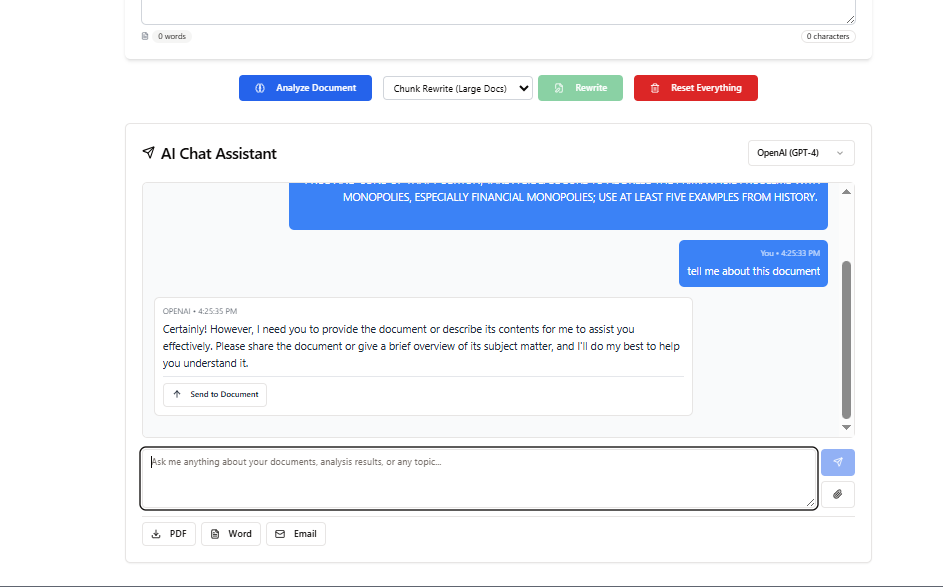 0 words
0 characters
Analyze Document
Chunk Rewrite (Large Docs)
Rewrite
Reset Everything
AI Chat Assistant
OpenAI (GPT-4)
MONOPOLIES, ESPECIALLY FINANCIAL MONOPOLIES; USE AT LEAST FIVE EXAMPLES FROM HISTORY.
You • 4:25:33 PM
tell me about this document
OPENAI • 4:25:35 PM
Certainly! However, I need you to provide the document or describe its contents for me to assist you
effectively. Please share the document or give a brief overview of its subject matter, and I'll do my best to help
you understand it.
Send to Document
Ask me anything about your documents, analysis results, or any topic...
PDF
Word
Email